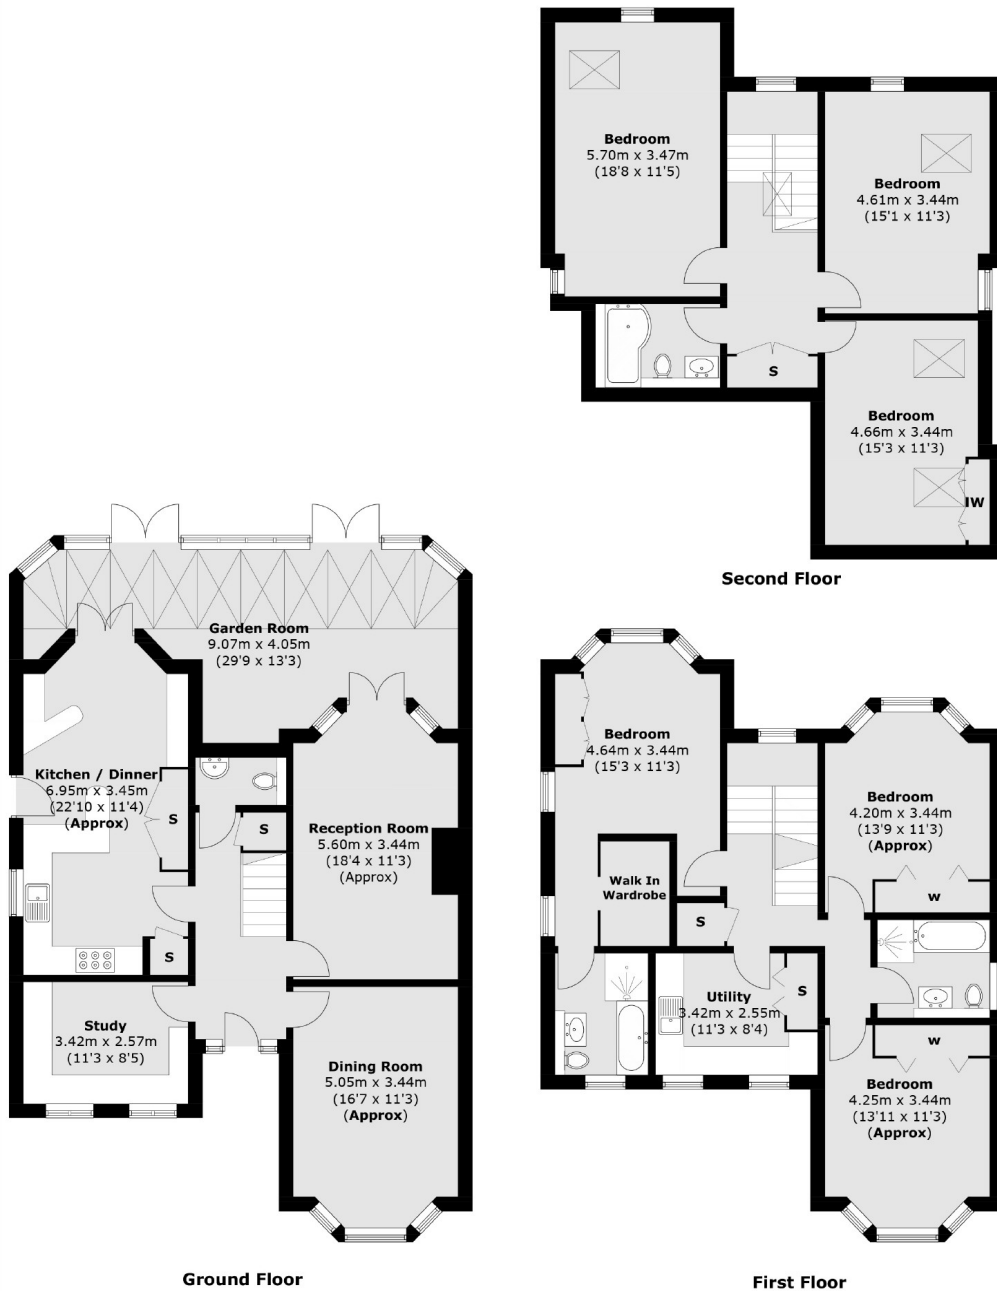 Bedroom
5.70m x 3.47m
(18'8 x 11'5)
Bedroom
4.61m x 3.44m
(15'1 x 11'3)
S
Bedroom
4.66m x 3.44m
(15'3 x 11'3)
IW
Second Floor
Garden Room
9.07m x 4.05m
(29'9 x 13'3)
Kitchen / Dinner
6.95m x 3.45m
(22'10 x 11'4)
(Approx)
S
S
Reception Room
5.60m x 3.44m
(18'4 x 11'3)
(Approx)
S
Study
3.42m x 2.57m
(11'3 x 8'5)
Dining Room
5.05m x 3.44m
(16'7 x 11'3)
(Approx)
Ground Floor
Bedroom
4.64m x 3.44m
(15'3 x 11'3)
Bedroom
4.20m x 3.44m
(13'9 x 11'3)
(Approx)
w
Walk In
Wardrobe
S
Utility
3.42m x 2.55m
(11'3 x 8'4)
S
w
Bedroom
4.25m x 3.44m
(13'11 x 11'3)
(Approx)
First Floor